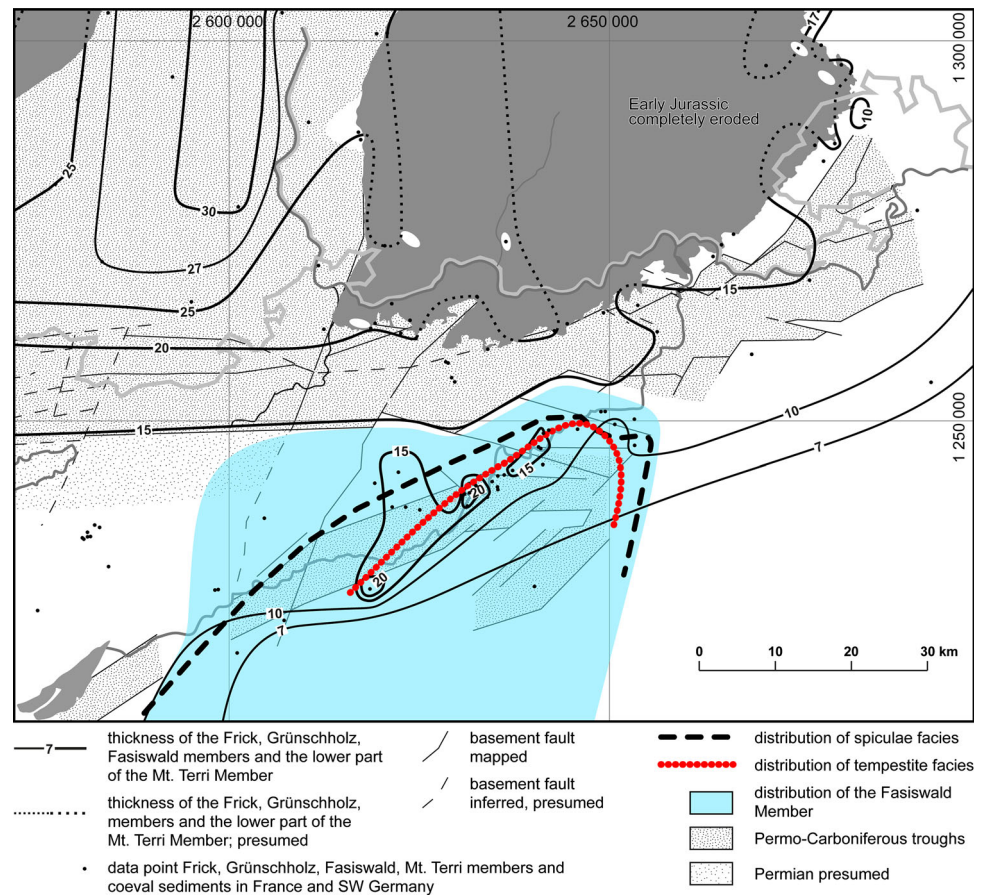 2 600 000
2 650 000
1 300 000
17
Early Jurassic
completely eroded
10
25
30
27
25
15
20
10
15
1 250 000
7
15
15
20
20
10
7
0 10 20 30 km
7
thickness of the Frick, Grünschholz,
Fasiswald members and the lower part
of the Mt. Terri Member
thickness of the Frick, Grünschholz,
members and the lower part of the
Mt. Terri Member; presumed
data point Frick, Grünschholz, Fasiswald, Mt. Terri members and
coeval sediments in France and SW Germany
basement fault
mapped
basement fault
inferred, presumed
distribution of spiculae facies
distribution of tempestite facies
distribution of the Fasiswald
Member
Permo-Carboniferous troughs
Permian presumed